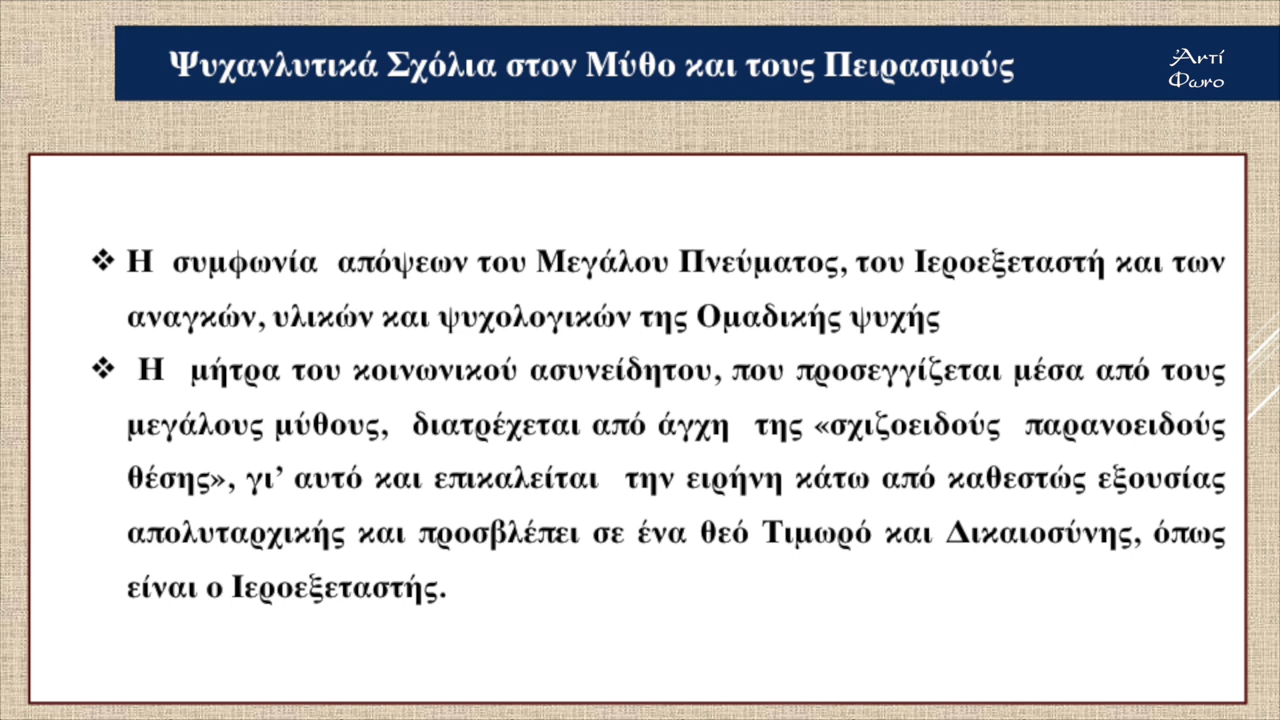 Ψυχανλυτικά Σχόλια στον Μύθο και τους Πειρασμούς
Ἀντί
Φωνο
❖ Η συμφωνία απόψεων του Μεγάλου Πνεύματος, του Ιεροεξεταστή και των
αναγκών, υλικών και ψυχολογικών της Ομαδικής ψυχής
❖ Η μήτρα του κοινωνικού ασυνείδητου, που προσεγγίζεται μέσα από τους
μεγάλους μύθους, διατρέχεται από άγχη της «σχιζοειδούς παρανοειδούς
θέσης», γι’ αυτό και επικαλείται την ειρήνη κάτω από καθεστώς εξουσίας
απολυταρχικής και προσβλέπει σε ένα θεό Τιμωρό και Δικαιοσύνης, όπως
είναι ο Ιεροεξεταστής.